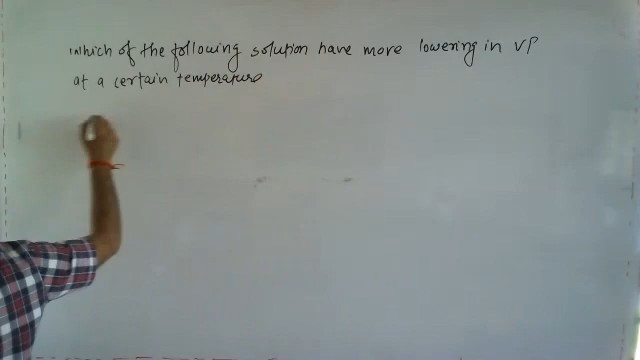 Which of the following solution have more lowering in VP
at a certain temperature